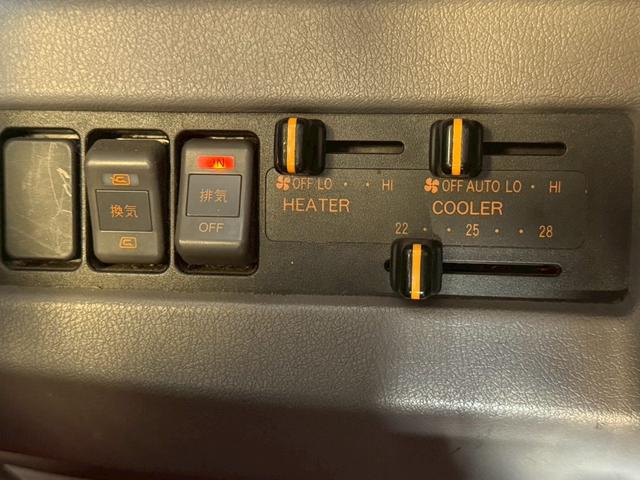 換気
ON
排気
OFF
OFF LO · · HI
HEATER
OFF AUTO LO · HI
COOLER
22 · · 25 · · 28